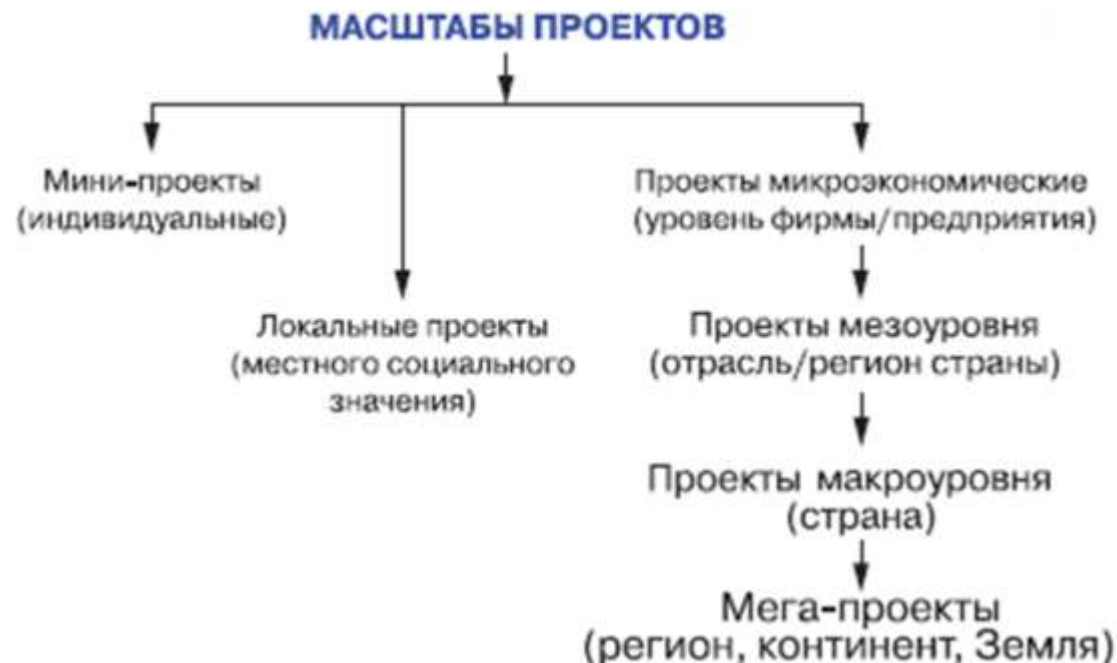 МАСШТАБЫ ПРОЕКТОВ
Мини-проекты
(индивидуальные)
Локальные проекты
(местного социального
значения)
Проекты микроэкономические
(уровень фирмы/предприятия)
Проекты мезоуровня
(отрасль/регион страны)
Проекты макроуровня
(страна)
Мега-проекты
(регион, континент, Земля)